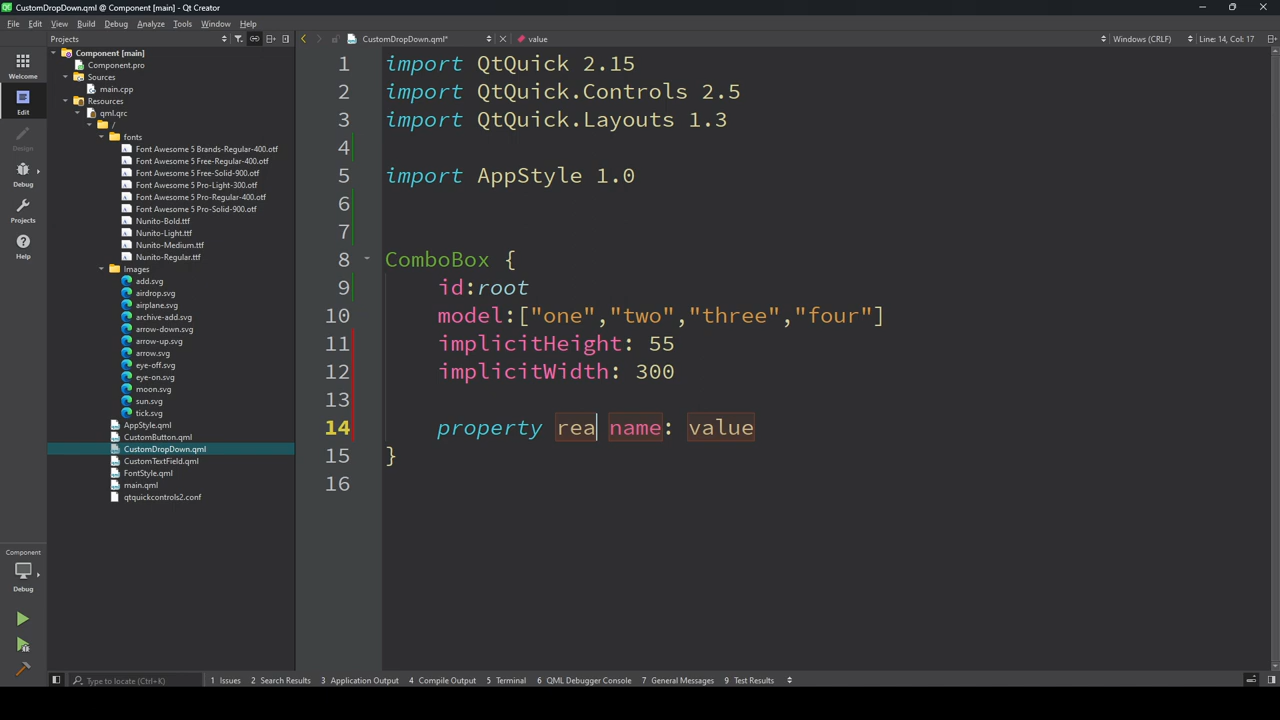 CustomDropDown.qml @ Component [main] - Qt Creator
File Edit View Build Debug Analyze Tools Window Help
Projects
CustomDropDown.qml*
value
Windows (CRLF)
Line: 14, Col: 17
Welcome
Edit
Design
Debug
Projects
Help
Component
Debug
Component [main]
Component.pro
Sources
main.cpp
Resources
qml.qrc
/
fonts
Font Awesome 5 Brands-Regular-400.otf
Font Awesome 5 Free-Regular-400.otf
Font Awesome 5 Free-Solid-900.otf
Font Awesome 5 Pro-Light-300.otf
Font Awesome 5 Pro-Regular-400.otf
Font Awesome 5 Pro-Solid-900.otf
Nunito-Bold.ttf
Nunito-Light.ttf
Nunito-Medium.ttf
Nunito-Regular.ttf
Images
add.svg
airdrop.svg
airplane.svg
archive-add.svg
arrow-down.svg
arrow-up.svg
arrow.svg
eye-off.svg
eye-on.svg
moon.svg
sun.svg
tick.svg
AppStyle.qml
CustomButton.qml
CustomDropDown.qml
CustomTextField.qml
FontStyle.qml
main.qml
qtquickcontrols2.conf
1 import QtQuick 2.15
2 import QtQuick.Controls 2.5
3 import QtQuick.Layouts 1.3
4
5 import AppStyle 1.0
6
7
8 ComboBox {
9 id:root
10 model:["one","two","three","four"]
11 implicitHeight: 55
12 implicitWidth: 300
13
14 property rea name: value
15 }
16
Type to locate (Ctrl+K)
1 Issues 2 Search Results 3 Application Output 4 Compile Output 5 Terminal 6 QML Debugger Console 7 General Messages 9 Test Results